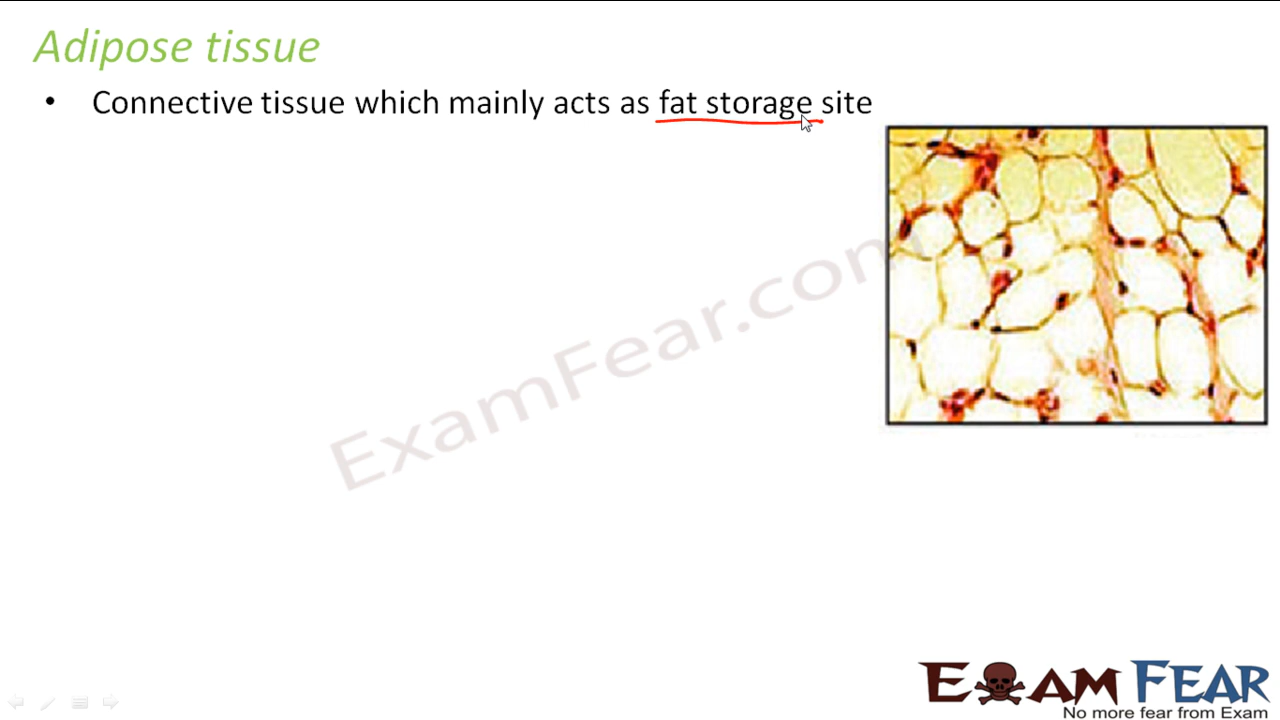 Adipose tissue
• Connective tissue which mainly acts as fat storage site
ExamFear.com
EXAM FEAR
No more fear from Exam